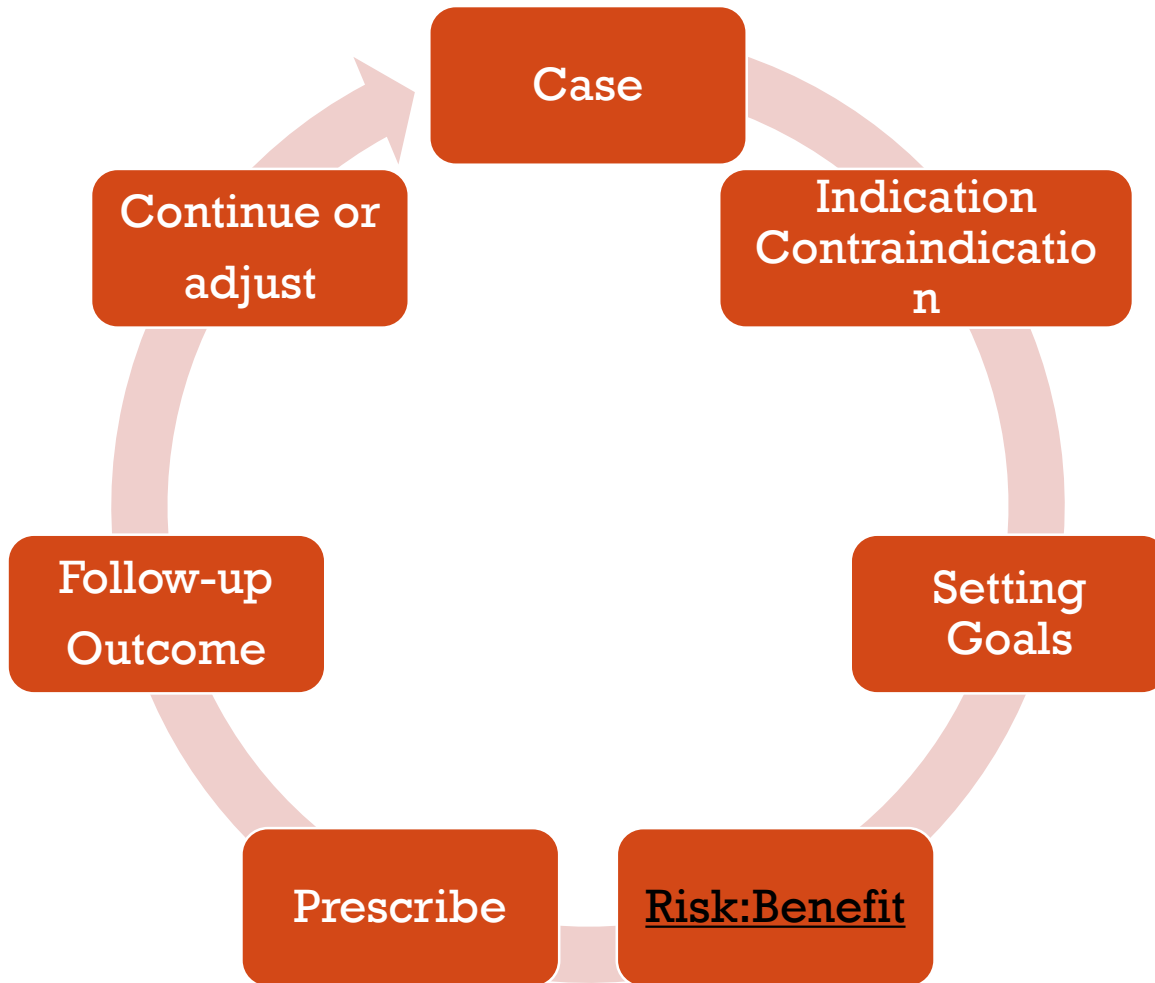 Case
Indication
Contraindicatio
n
Setting
Goals
Risk:Benefit
Prescribe
Follow-up
Outcome
Continue or
adjust